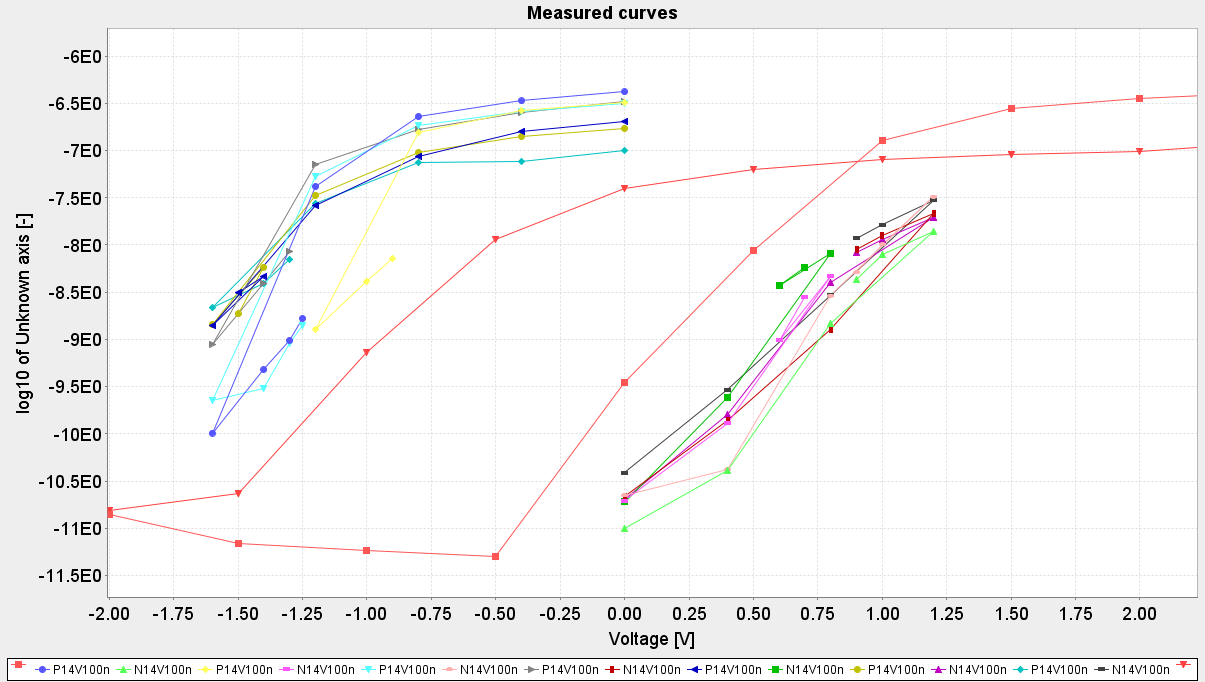 Measured curves
log10 of Unknown axis [-]
-6E0
-6.5E0
-7E0
-7.5E0
-8E0
-8.5E0
-9E0
-9.5E0
-10E0
-10.5E0
-11E0
-11.5E0
-2.00 -1.75 -1.50 -1.25 -1.00 -0.75 -0.50 -0.25 0.00 0.25 0.50 0.75 1.00 1.25 1.50 1.75 2.00
Voltage [V]
P14V100n N14V100n P14V100n N14V100n P14V100n N14V100n P14V100n N14V100n P14V100n N14V100n P14V100n N14V100n P14V100n N14V100n